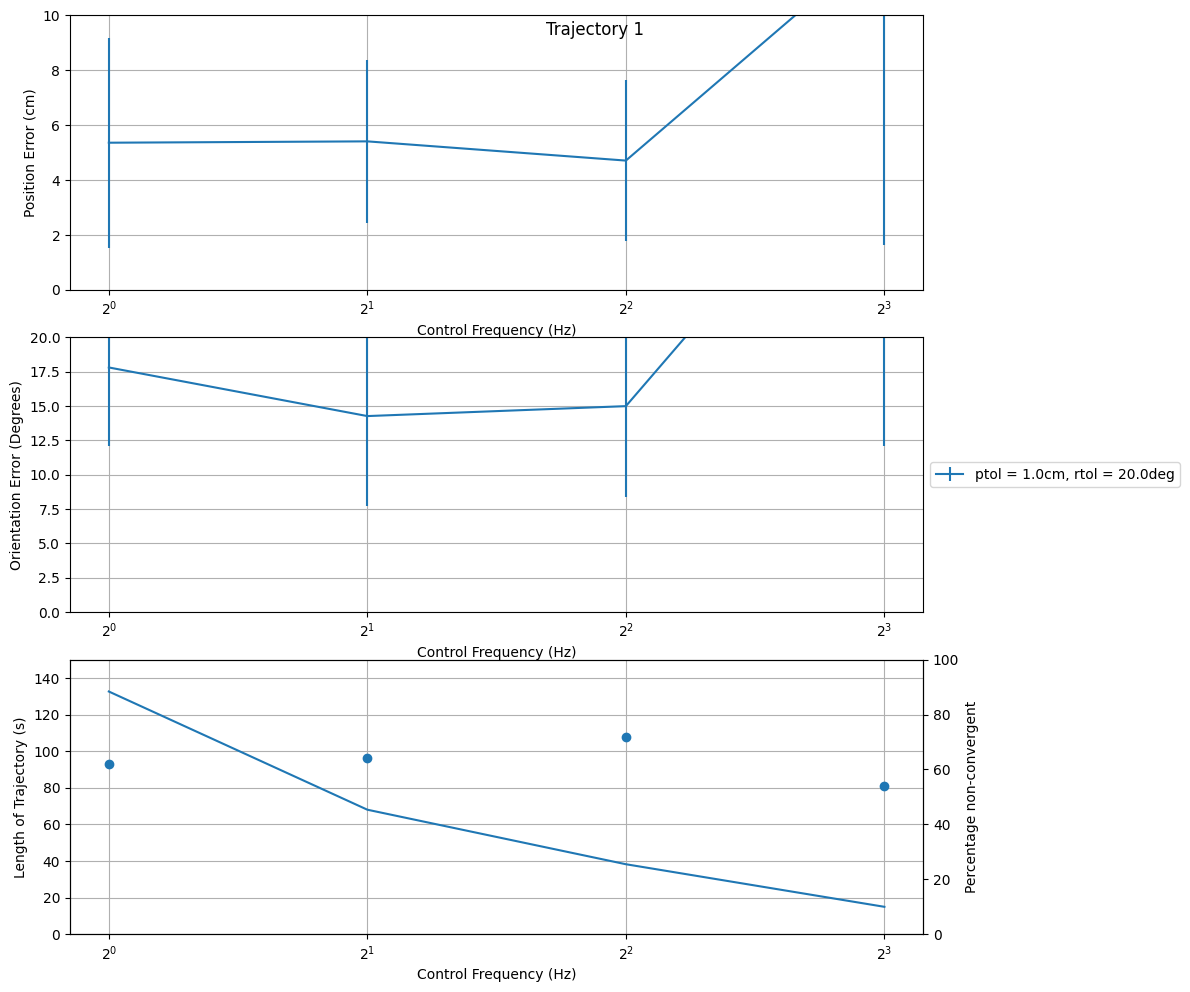 Trajectory 1
Position Error (cm)
10
8
6
4
2
0
2^0 2^1 2^2 2^3
Control Frequency (Hz)
Orientation Error (Degrees)
20.0
17.5
15.0
12.5
10.0
7.5
5.0
2.5
0.0
2^0 2^1 2^2 2^3
Control Frequency (Hz)
ptol = 1.0cm, rtol = 20.0deg
Length of Trajectory (s)
140
120
100
80
60
40
20
0
2^0 2^1 2^2 2^3
Control Frequency (Hz)
100
80
60
40
20
0
Percentage non-convergent